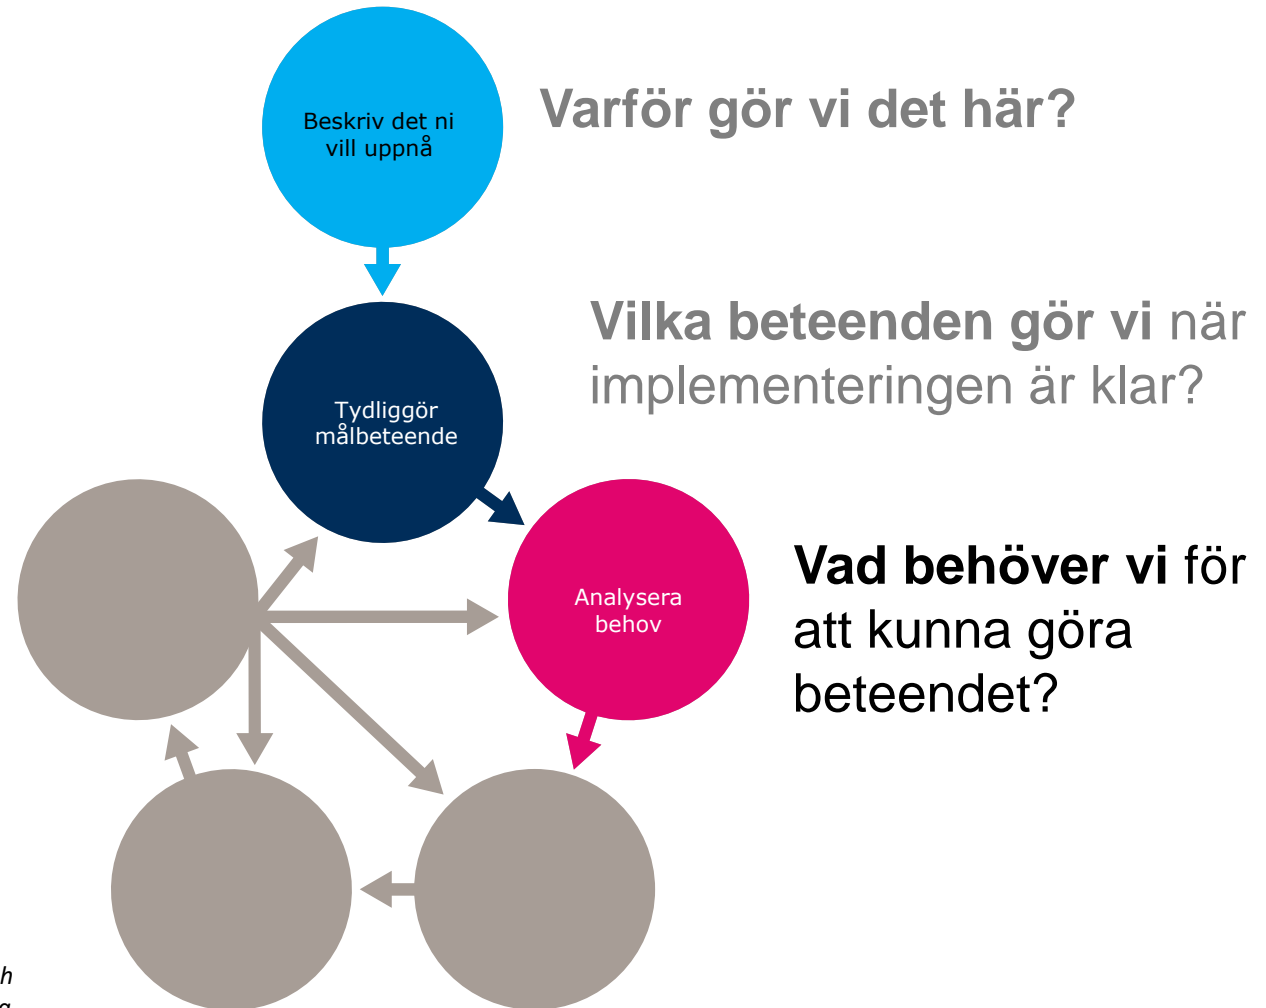 Beskriv det ni
vill uppnå
Varför gör vi det här?
Vilka beteenden gör vi när
implementeringen är klar?
Tydliggör
målbeteende
Analysera
behov
Vad behöver vi för
att kunna göra
beteendet?